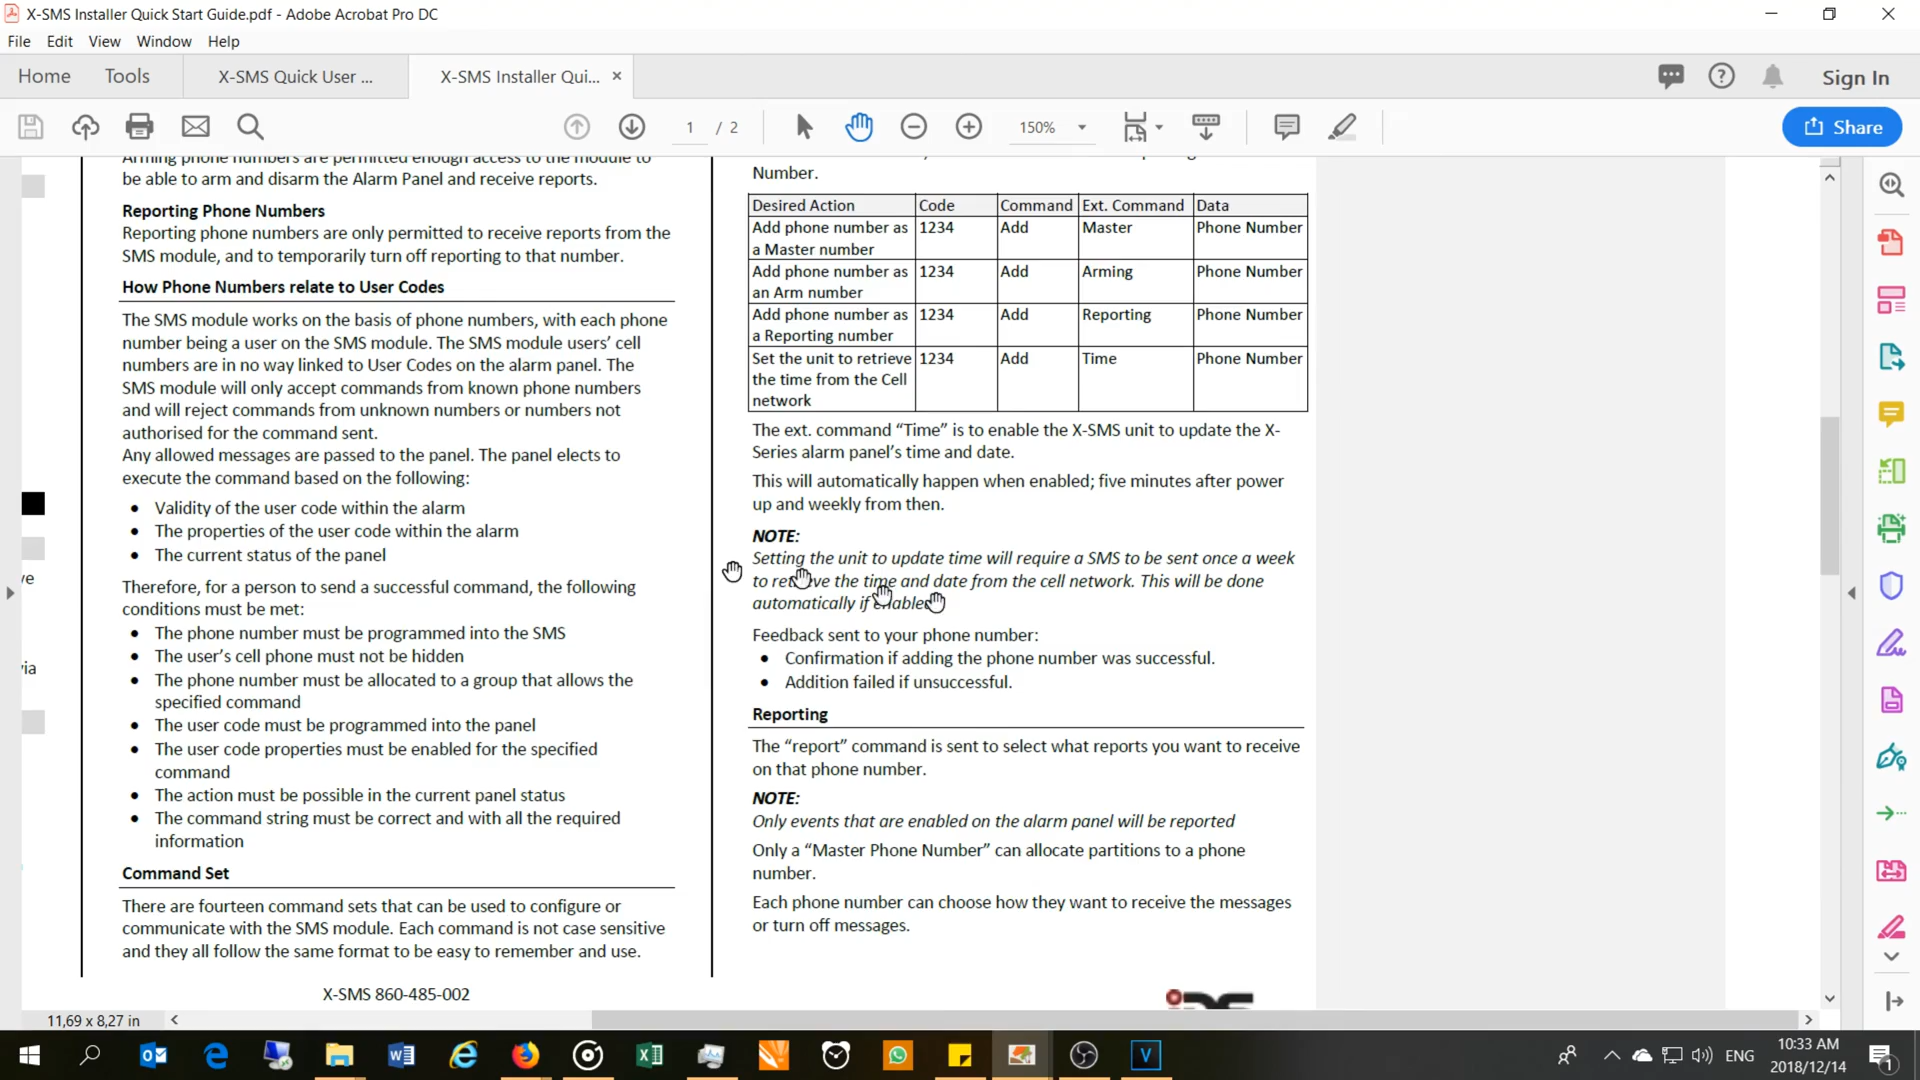 X-SMS Installer Quick Start Guide.pdf - Adobe Acrobat Pro DC
File Edit View Window Help
Home Tools X-SMS Quick User ... X-SMS Installer Qui... Sign In
1 / 2 150% Share
Arming phone numbers are permitted enough access to the module to
be able to arm and disarm the Alarm Panel and receive reports.
Reporting Phone Numbers
Reporting phone numbers are only permitted to receive reports from the
SMS module, and to temporarily turn off reporting to that number.
How Phone Numbers relate to User Codes
The SMS module works on the basis of phone numbers, with each phone
number being a user on the SMS module. The SMS module users’ cell
numbers are in no way linked to User Codes on the alarm panel. The
SMS module will only accept commands from known phone numbers
and will reject commands from unknown numbers or numbers not
authorised for the command sent.
Any allowed messages are passed to the panel. The panel elects to
execute the command based on the following:
• Validity of the user code within the alarm
• The properties of the user code within the alarm
• The current status of the panel
Therefore, for a person to send a successful command, the following
conditions must be met:
• The phone number must be programmed into the SMS
• The user’s cell phone must not be hidden
• The phone number must be allocated to a group that allows the
specified command
• The user code must be programmed into the panel
• The user code properties must be enabled for the specified
command
• The action must be possible in the current panel status
• The command string must be correct and with all the required
information
Command Set
There are fourteen command sets that can be used to configure or
communicate with the SMS module. Each command is not case sensitive
and they all follow the same format to be easy to remember and use.
X-SMS 860-485-002
Number.
Desired Action Code Command Ext. Command Data
Add phone number as 1234 Add Master Phone Number
a Master number
Add phone number as 1234 Add Arming Phone Number
an Arm number
Add phone number as 1234 Add Reporting Phone Number
a Reporting number
Set the unit to retrieve 1234 Add Time Phone Number
the time from the Cell
network
The ext. command “Time” is to enable the X-SMS unit to update the X-
Series alarm panel’s time and date.
This will automatically happen when enabled; five minutes after power
up and weekly from then.
NOTE:
Setting the unit to update time will require a SMS to be sent once a week
to retrieve the time and date from the cell network. This will be done
automatically if enabled
Feedback sent to your phone number:
• Confirmation if adding the phone number was successful.
• Addition failed if unsuccessful.
Reporting
The “report” command is sent to select what reports you want to receive
on that phone number.
NOTE:
Only events that are enabled on the alarm panel will be reported
Only a “Master Phone Number” can allocate partitions to a phone
number.
Each phone number can choose how they want to receive the messages
or turn off messages.
11,69 x 8,27 in
ENG 10:33 AM
2018/12/14 1